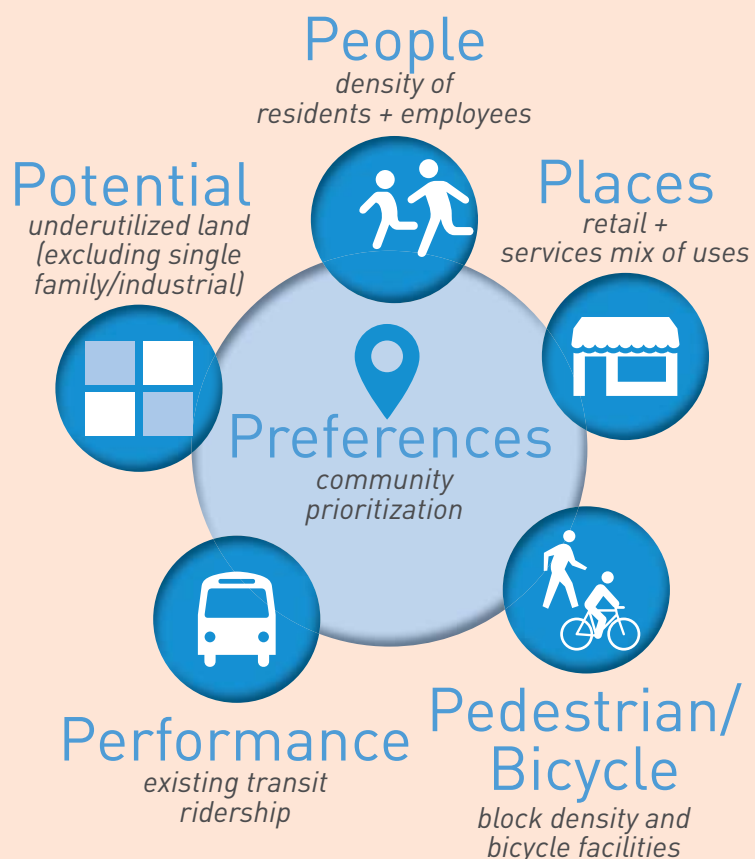 People
density of
residents + employees
Potential
underutilized land
(excluding single
family/industrial)
Places
retail +
services mix of uses
Preferences
community
prioritization
Performance
existing transit
ridership
Pedestrian/
Bicycle
block density and
bicycle facilities